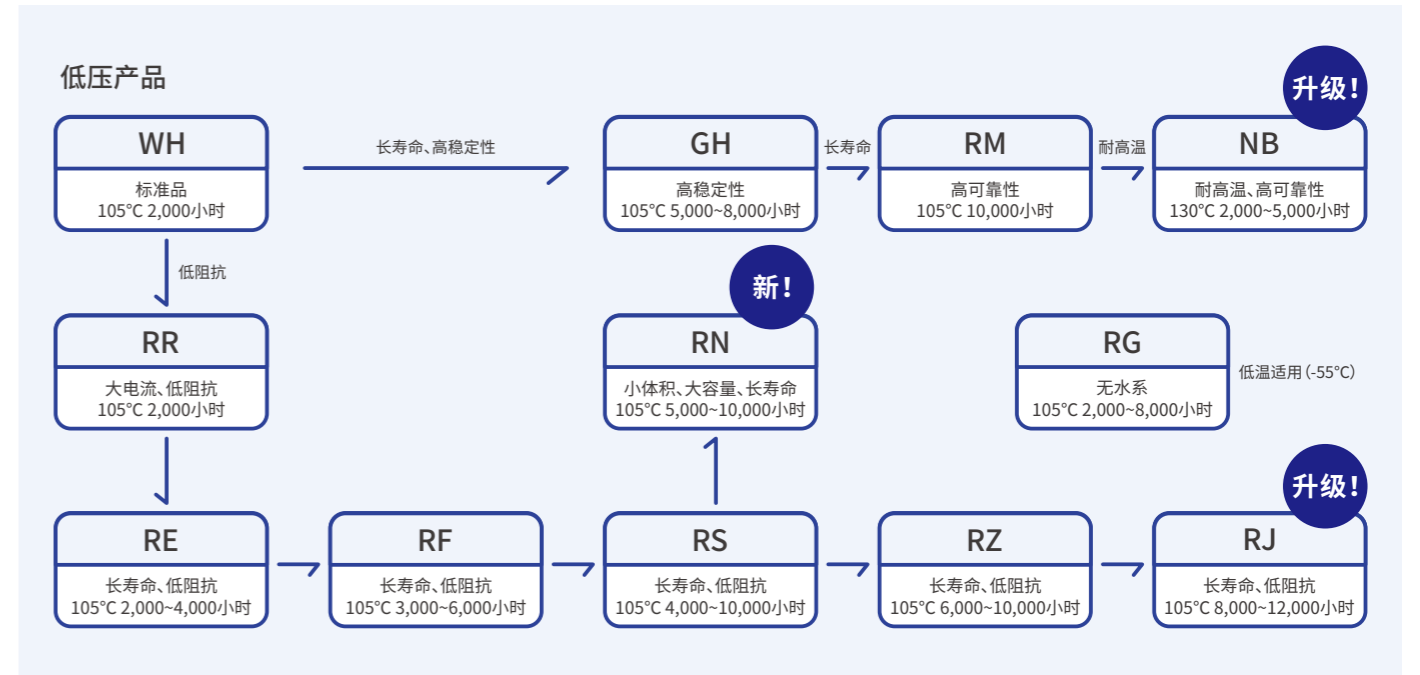 低压产品
升级!
WH
标准品
105℃ 2,000小时
长寿命、高稳定性
GH
高稳定性
105℃ 5,000~8,000小时
长寿命
RM
高可靠性
105℃ 10,000小时
耐高温
NB
耐高温、高可靠性
130℃ 2,000~5,000小时
低阻抗
新!
RR
大电流、低阻抗
105℃ 2,000小时
RN
小体积、大容量、长寿命
105℃ 5,000~10,000小时
RG
无水系
105℃ 2,000~8,000小时
低温适用(-55℃)
升级!
RE
长寿命、低阻抗
105℃ 2,000~4,000小时
RF
长寿命、低阻抗
105℃ 3,000~6,000小时
RS
长寿命、低阻抗
105℃ 4,000~10,000小时
RZ
长寿命、低阻抗
105℃ 6,000~10,000小时
RJ
长寿命、低阻抗
105℃ 8,000~12,000小时